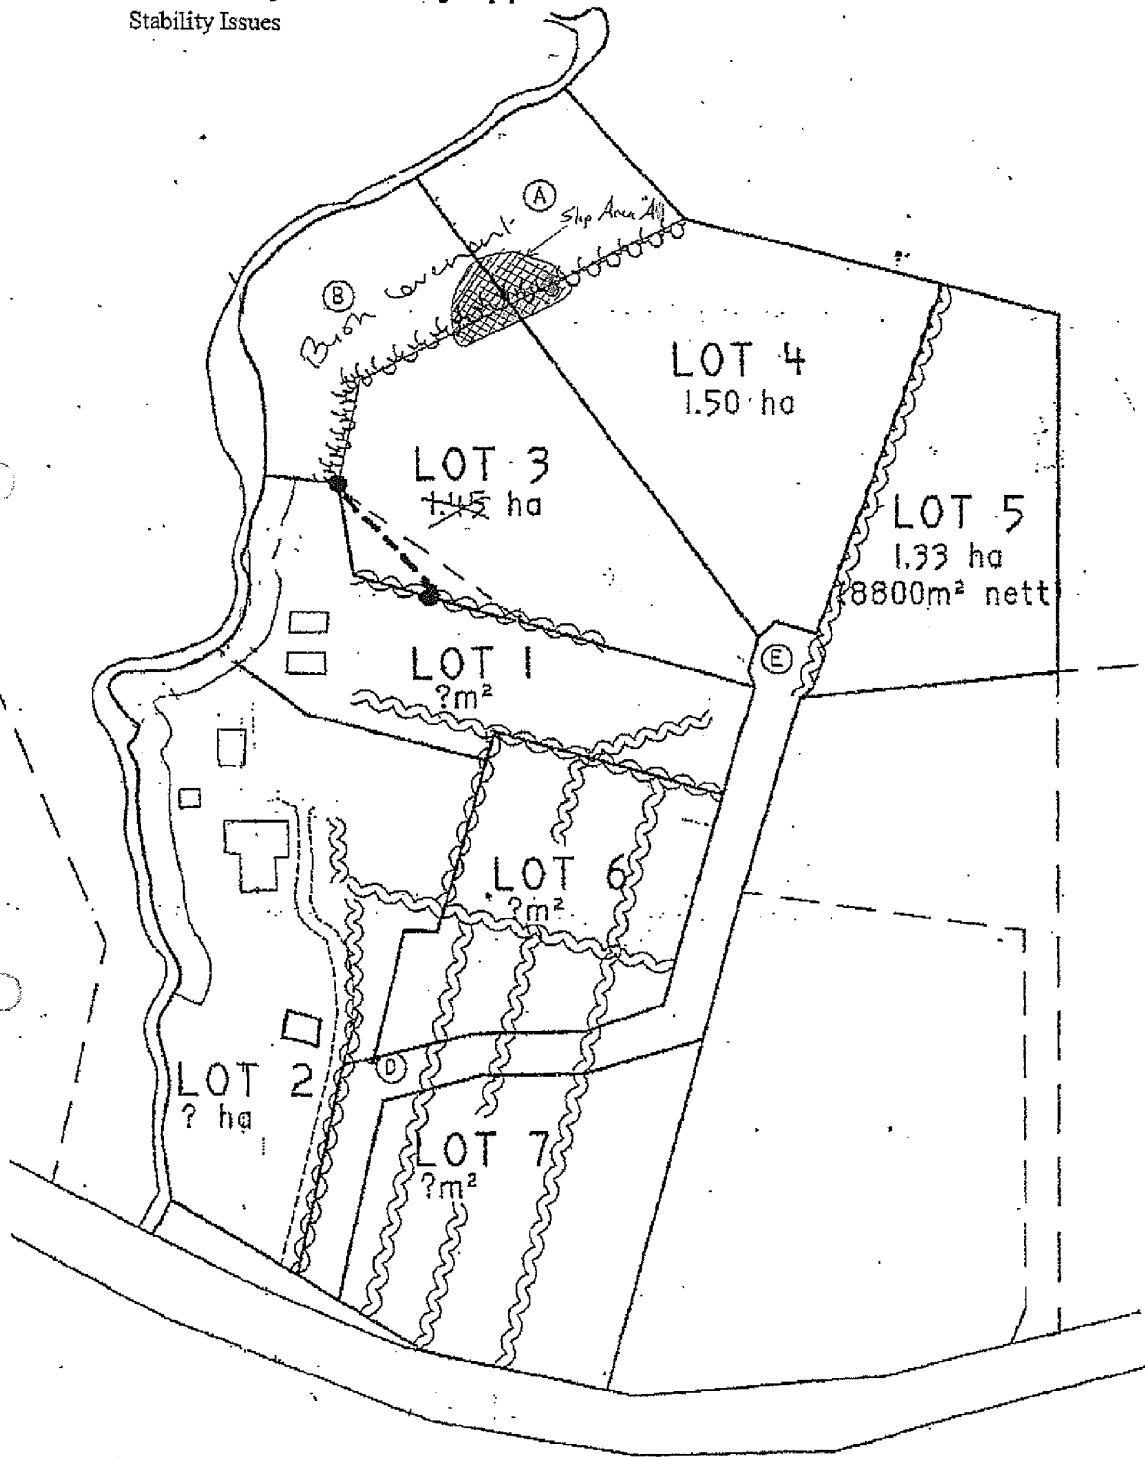 Stability Issues
A
Slip Area "A"
B
Bush Covenant
LOT 4
1.50 ha
LOT 3
1.45 ha
LOT 5
1.33 ha
8800m² nett
E
LOT 1
?m²
LOT 6
?m²
D
LOT 2
? ha
LOT 7
?m²